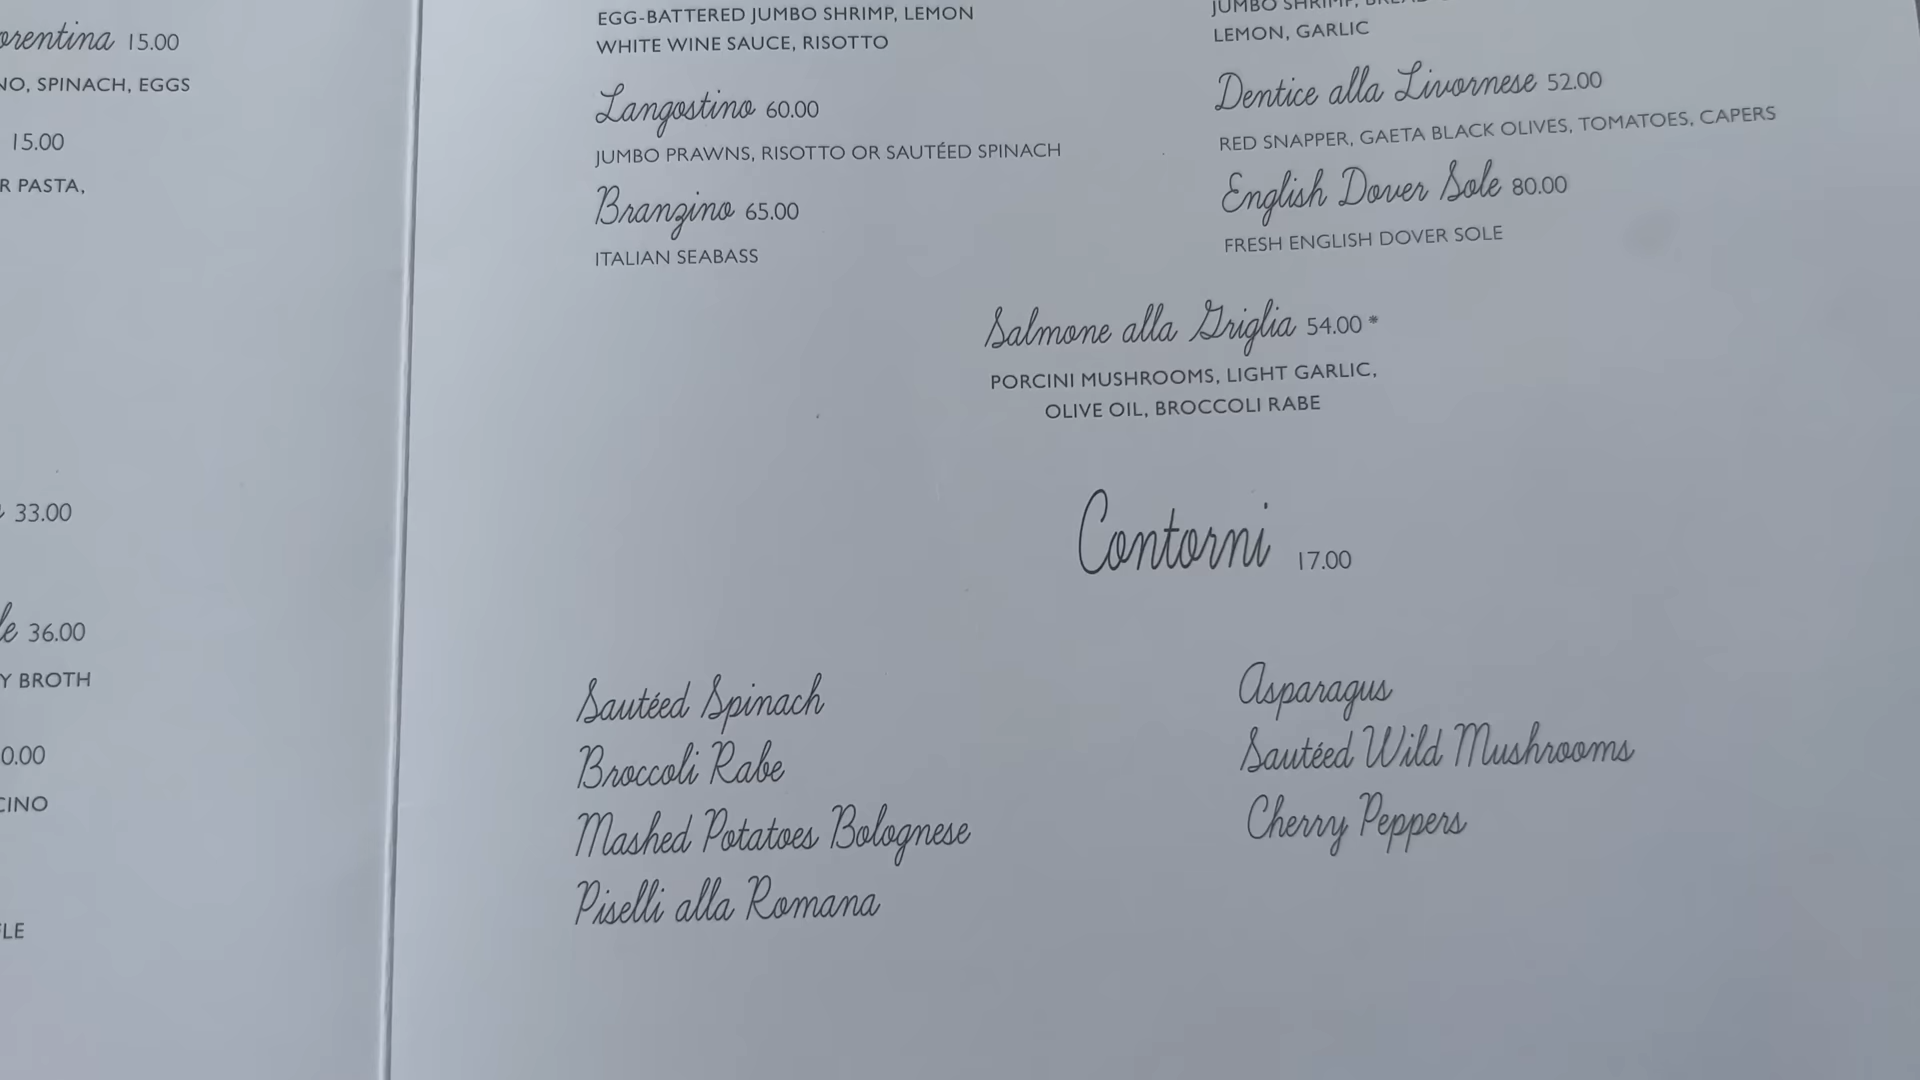 15.00
SPINACH, EGGS
15.00
PASTA,
33.00
36.00
BROTH
EGG-BATTERED JUMBO SHRIMP, LEMON
WHITE WINE SAUCE, RISOTTO
Langostino 60.00
JUMBO PRAWNS, RISOTTO OR SAUTÉED SPINACH
Branzino 65.00
ITALIAN SEABASS
JUMBO SHRIMP,
LEMON, GARLIC
Dentice alla Livornese 52.00
RED SNAPPER, GAETA BLACK OLIVES, TOMATOES, CAPERS
English Dover Sole 80.00
FRESH ENGLISH DOVER SOLE
Salmone alla Griglia 54.00 *
PORCINI MUSHROOMS, LIGHT GARLIC,
OLIVE OIL, BROCCOLI RABE
Contorni 17.00
Sautéed Spinach
Broccoli Rabe
Mashed Potatoes Bolognese
Piselli alla Romana
Asparagus
Sautéed Wild Mushrooms
Cherry Peppers